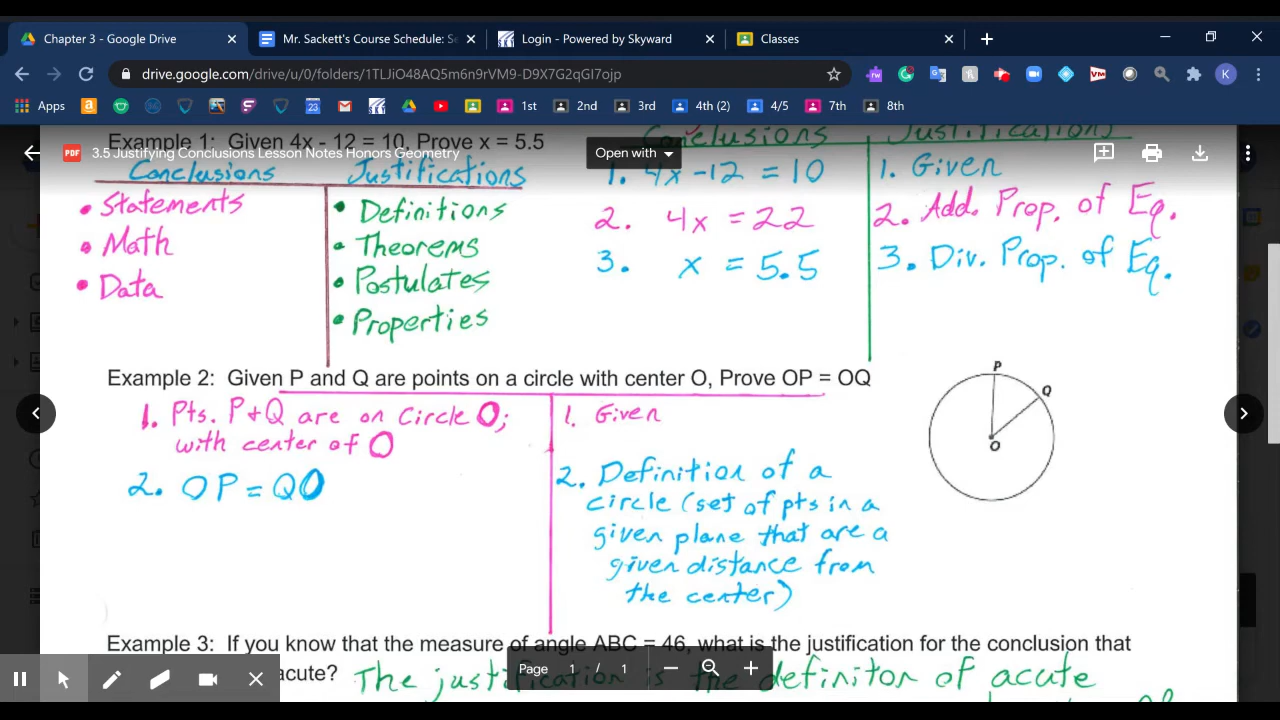 Chapter 3 - Google Drive
Mr. Sackett's Course Schedule: Se
Login - Powered by Skyward
Classes
drive.google.com/drive/u/0/folders/1TLJiO48AQ5m6n9rVM9-D9X7G2qGI7ojp
K
Apps
23
1st
2nd
3rd
4th (2)
4/5
7th
8th
Example 1: Given 4x - 12 = 10, Prove x = 5.5
PDF 3.5 Justifying Conclusions Lesson Notes Honors Geometry
Open with
Conclusions Justifications
• Statements
• Math
• Data
• Definitions
• Theorems
• Postulates
• Properties
Conclusions Justifications
1. 4x -12 = 10 1. Given
2. 4x = 22 2. Add. Prop. of Eq.
3. x = 5.5 3. Div. Prop. of Eq.
Example 2: Given P and Q are points on a circle with center O, Prove OP = OQ
1. Pts. P + Q are on Circle O;
with center of O
2. OP = QO
1. Given
2. Definition of a
circle (set of pts in a
given plane that are a
given distance from
the center)
P
Q
O
Example 3: If you know that the measure of angle ABC = 46, what is the justification for the conclusion that
acute? The justification is the definiton of acute
Page 1 / 1